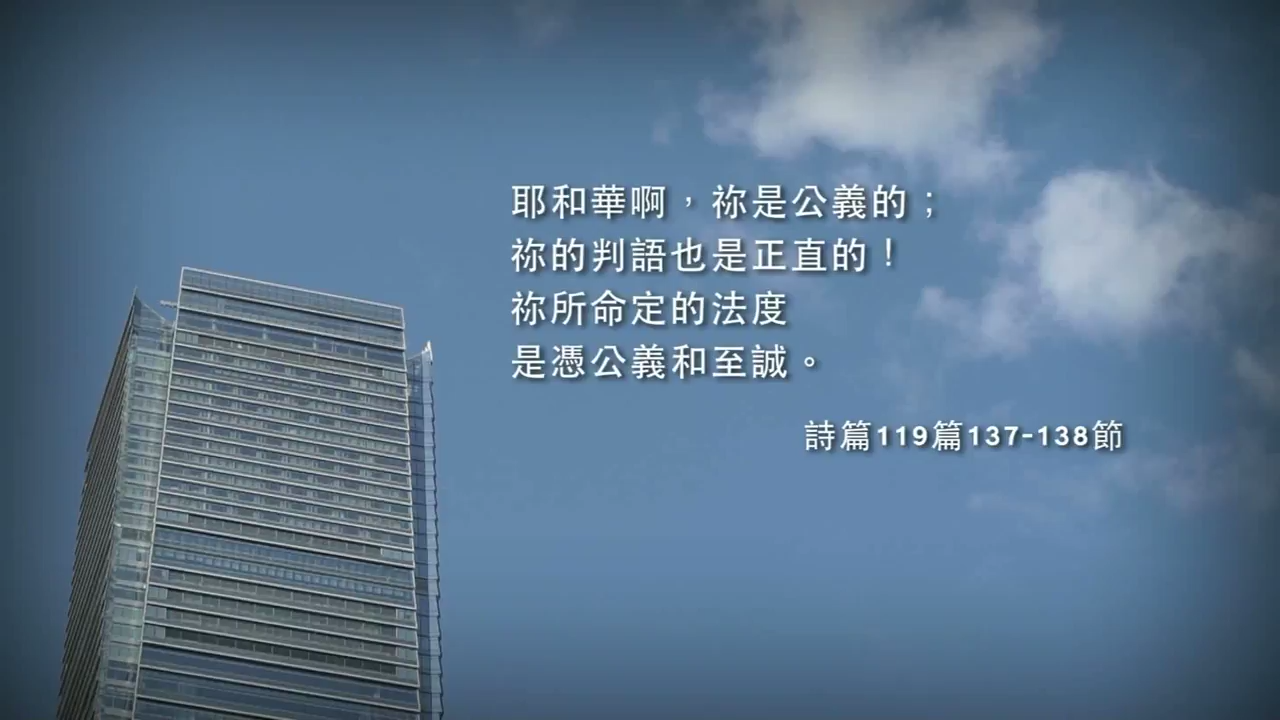 耶和華啊，祢是公義的；
祢的判語也是正直的！
祢所命定的法度
是憑公義和至誠。
詩篇119篇137-138節